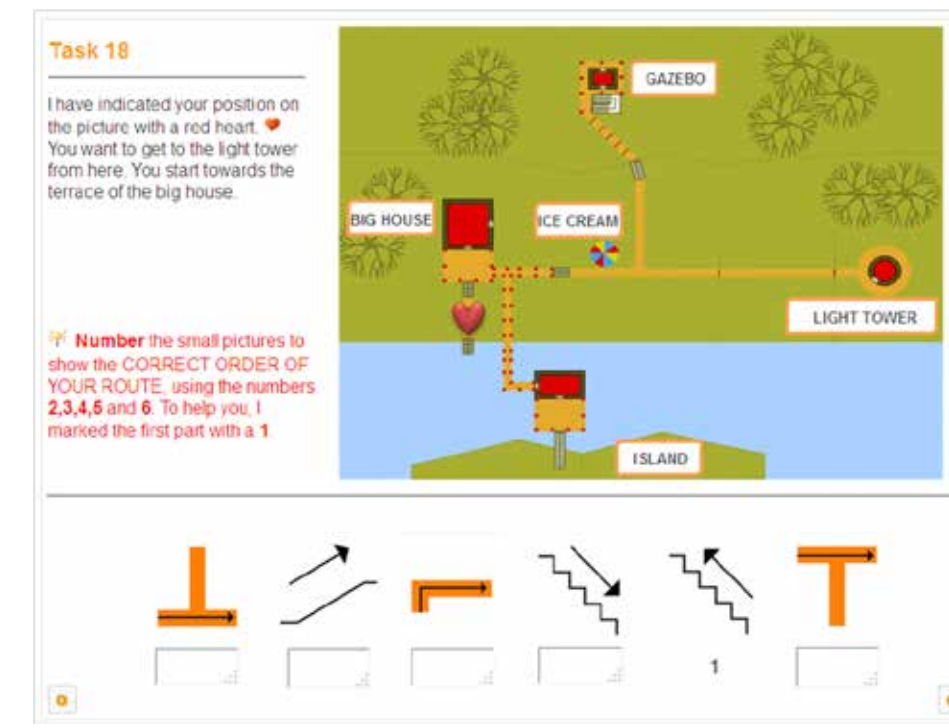 Task 18
I have indicated your position on
the picture with a red heart.
You want to get to the light tower
from here. You start towards the
terrace of the big house.
Number the small pictures to
show the CORRECT ORDER OF
YOUR ROUTE, using the numbers
2,3,4,5 and 6. To help you, I
marked the first part with a 1.
GAZEBO
BIG HOUSE
ICE CREAM
LIGHT TOWER
ISLAND
1